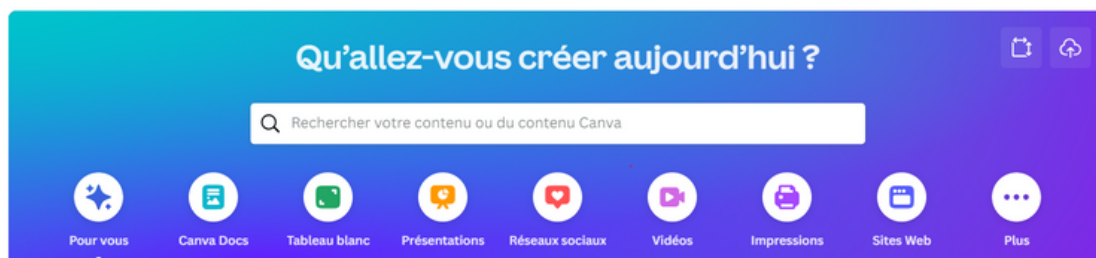 Qu’allez-vous créer aujourd’hui ?
Rechercher votre contenu ou du contenu Canva
Pour vous
Canva Docs
Tableau blanc
Présentations
Réseaux sociaux
Vidéos
Impressions
Sites Web
Plus